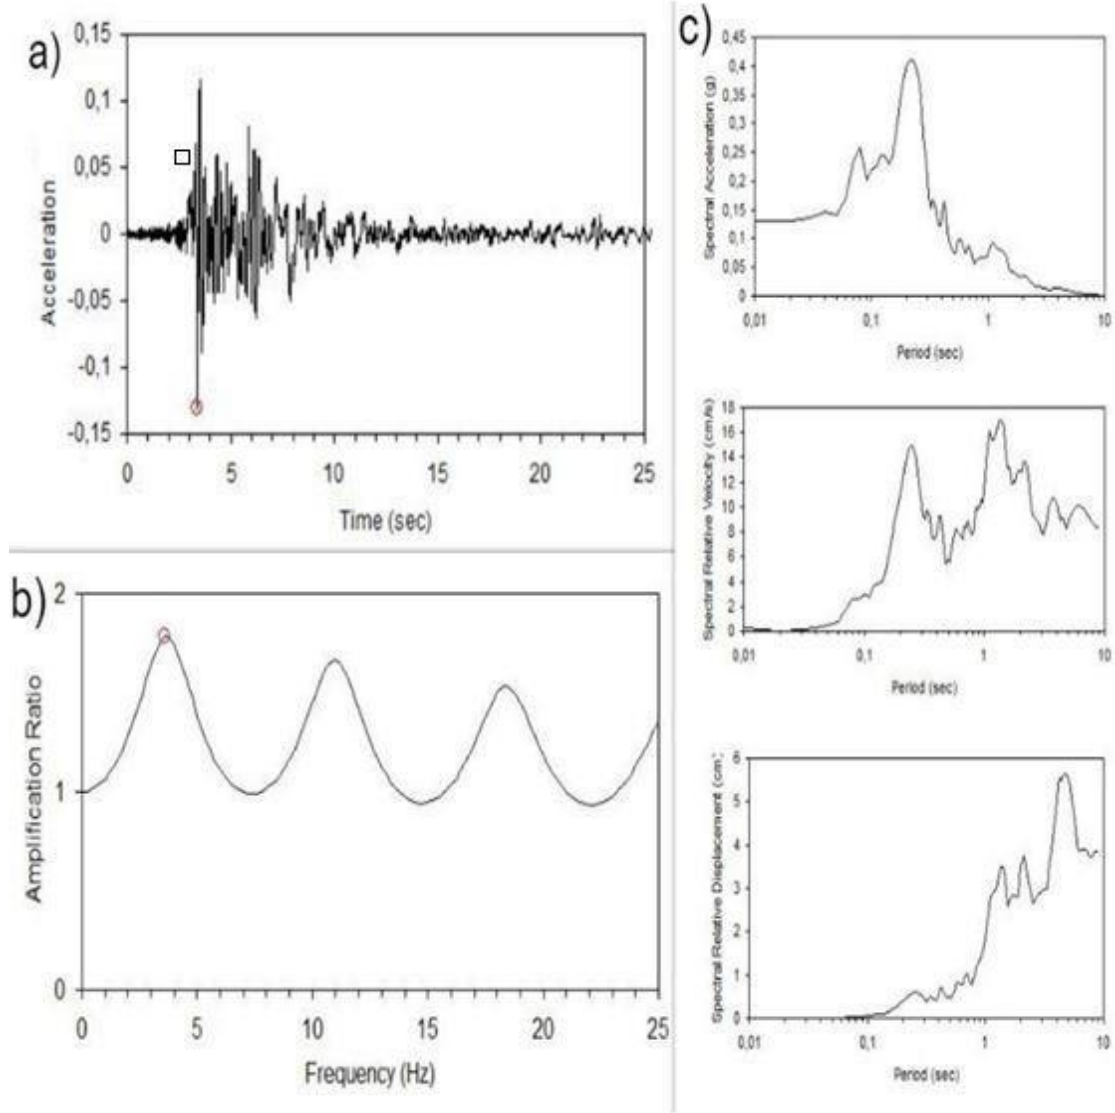 a)
0,15
0,1
0,05
0
-0,05
-0,1
-0,15
Acceleration
0 5 10 15 20 25
Time (sec)
b)
2
1
0
Amplification Ratio
0 5 10 15 20 25
Frequency (Hz)
c)
0,45
0,4
0,35
0,3
0,25
0,2
0,15
0,1
0,05
0
Spectral Acceleration (g)
0,01 0,1 1 10
Period (sec)
18
16
14
12
10
8
6
4
2
0
Spectral Relative Velocity (cm/s)
0,01 0,1 1 10
Period (sec)
6
5
4
3
2
1
0
Spectral Relative Displacement (cm)
0,01 0,1 1 10
Period (sec)